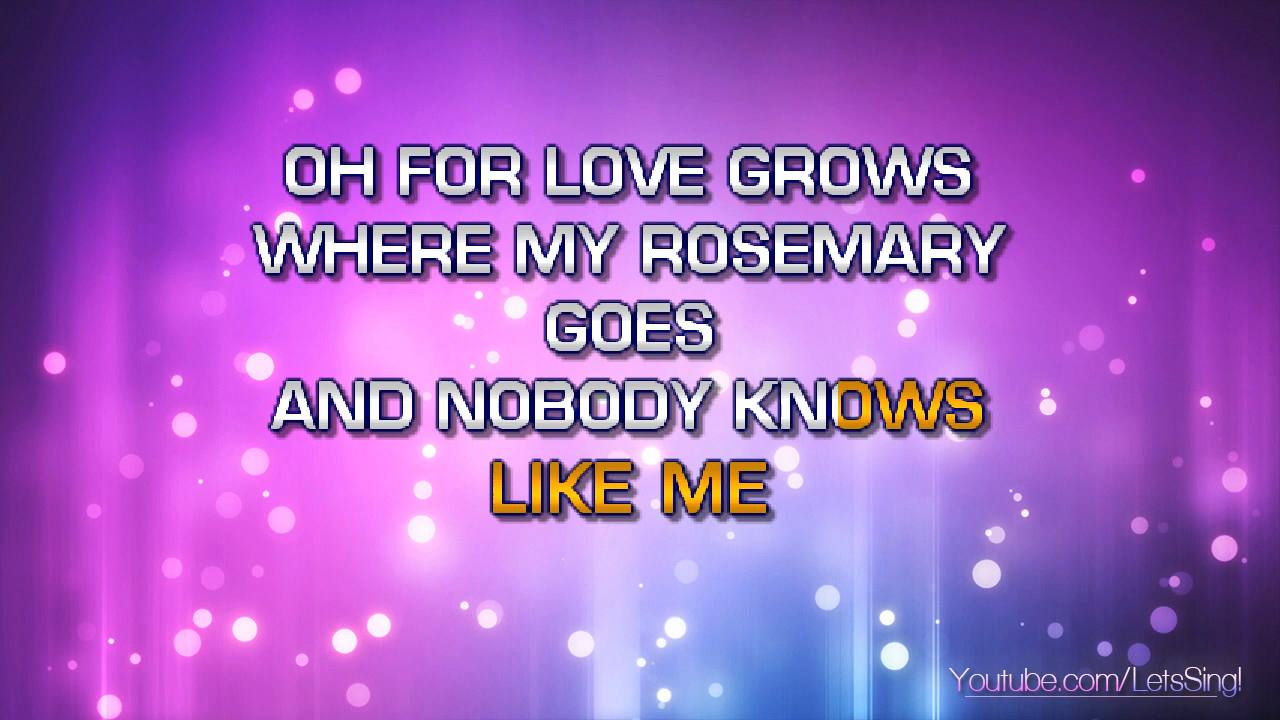 OH FOR LOVE GROWS
WHERE MY ROSEMARY
GOES
AND NOBODY KNOWS
LIKE ME
Youtube.com/LetsSing!